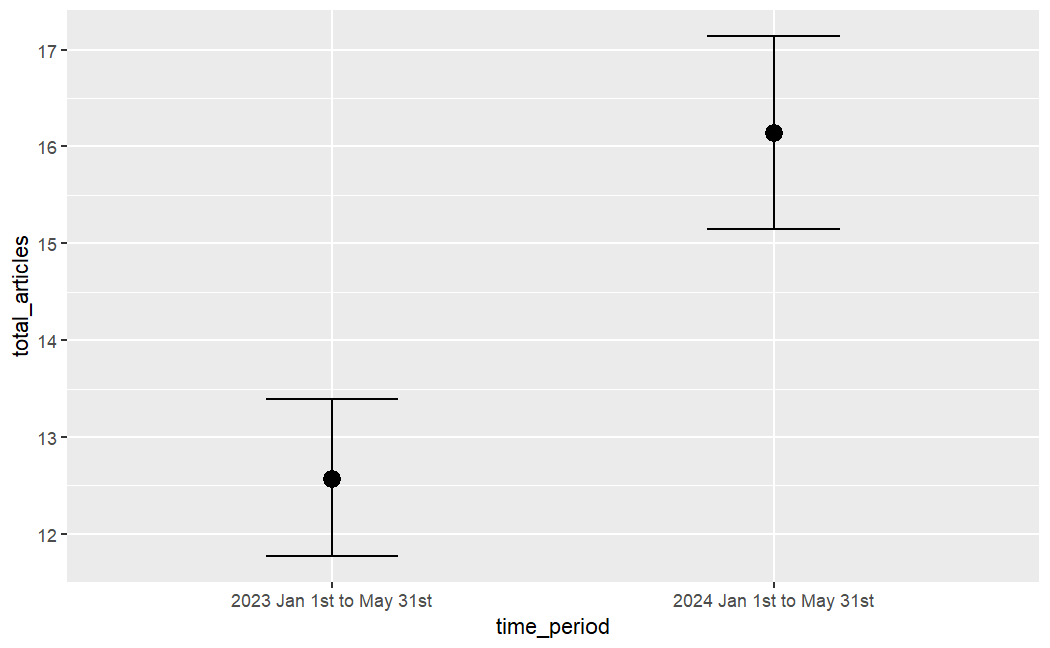 total_articles
17
16
15
14
13
12
2023 Jan 1st to May 31st
2024 Jan 1st to May 31st
time_period